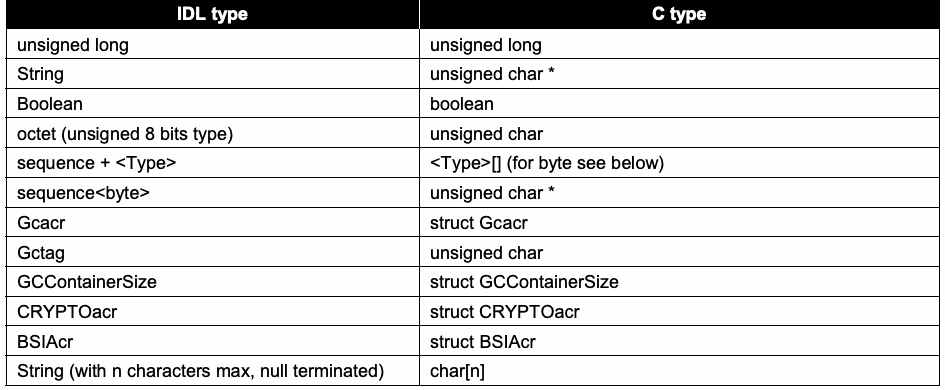 IDL type C type
unsigned long unsigned long
String unsigned char *
Boolean boolean
octet (unsigned 8 bits type) unsigned char
sequence + <Type> <Type>[] (for byte see below)
sequence<byte> unsigned char *
Gcacr struct Gcacr
Gctag unsigned char
GCContainerSize struct GCContainerSize
CRYPTOacr struct CRYPTOacr
BSIAcr struct BSIAcr
String (with n characters max, null terminated) char[n]